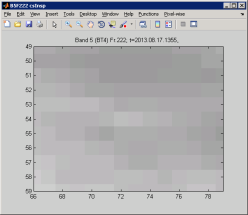 BSF222 csInsp
File Edit View Insert Tools Desktop Window Help Functions Pixel-wise
Band 5 (BT4) Fr.222; t=2013.08.17.1355,
49
50
51
52
53
54
55
56
57
58
59
66 68 70 72 74 76 78